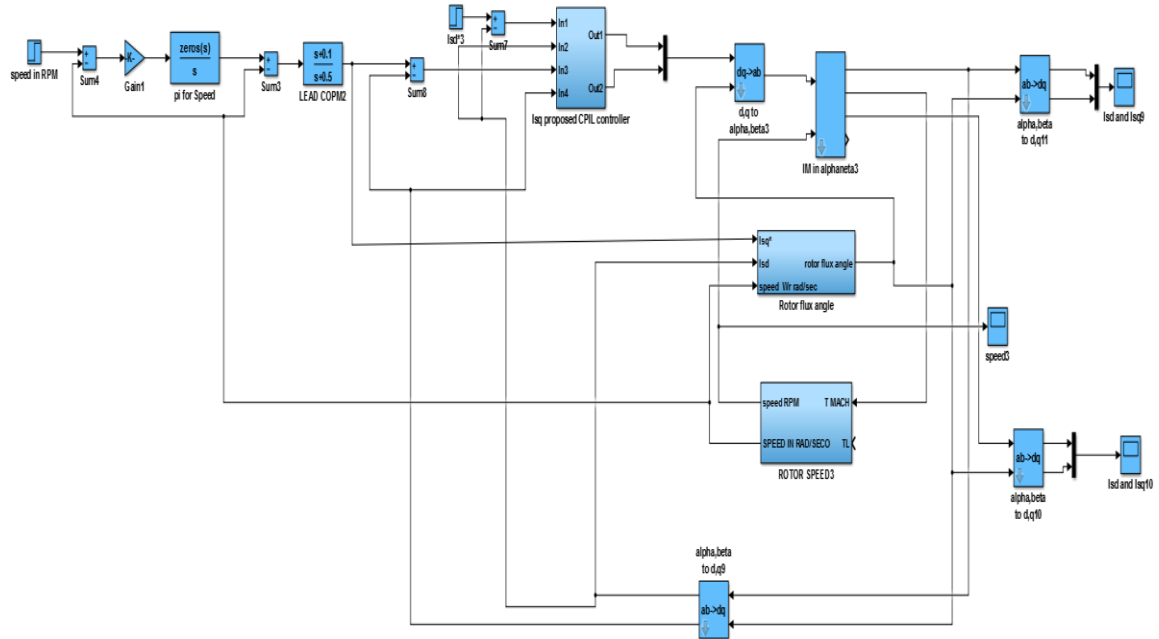 speed in RPM
Sum4
-K-
Gain1
zeros(s)
s
pi for Speed
Sum3
s+0.1
s+0.5
LEAD COPM2
Sum8
Isd*3
Sum7
In1
In2
In3
In4
Out1
Out2
Isq proposed CPIL controller
dq->ab
d,q to
alpha,beta3
IM in alphaneta3
ab->dq
alpha,beta
to d,q11
Isd and Isq9
Isq*
Isd
speed Wr rad/sec
rotor flux angle
Rotor flux angle
speed3
speed RPM
T MACH
SPEED IN RAD/SECO
TL
ROTOR SPEED3
ab->dq
alpha,beta
to d,q10
Isd and Isq10
alpha,beta
to d,q9
ab->dq